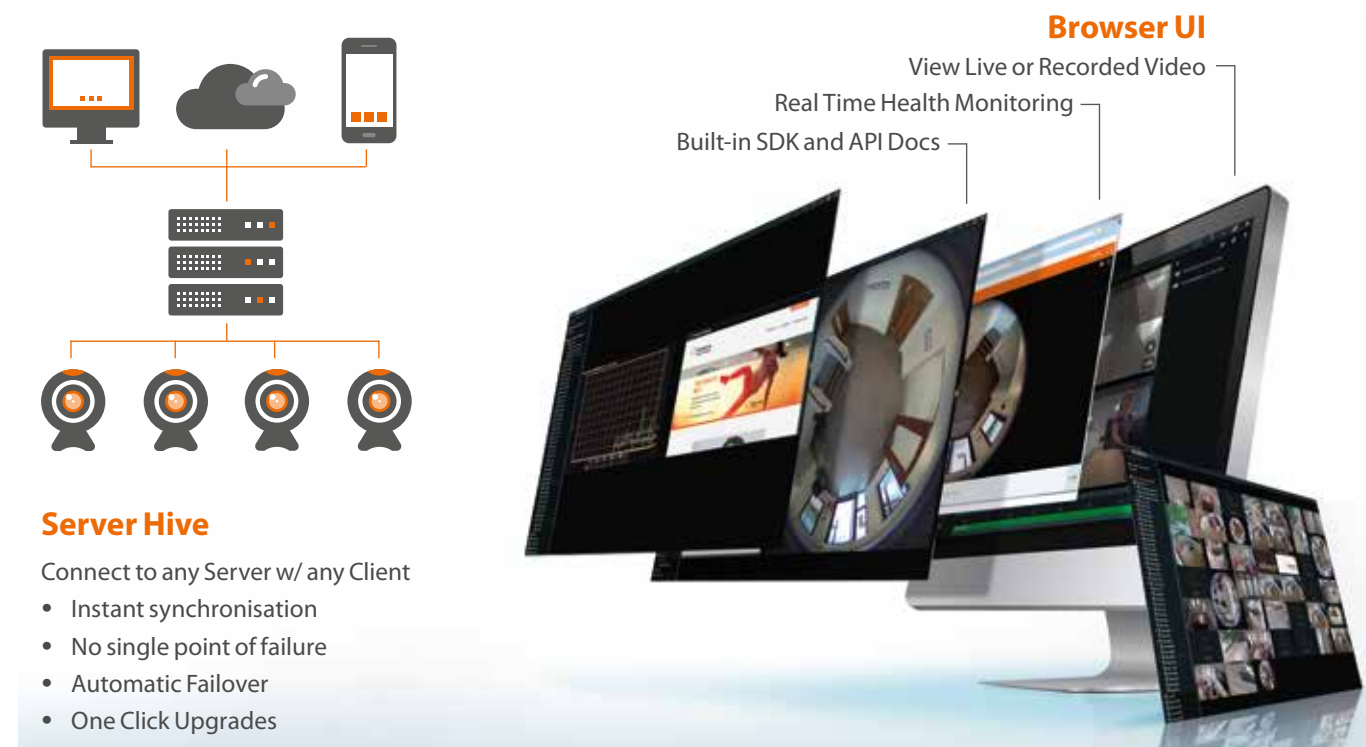 Browser UI
View Live or Recorded Video
Real Time Health Monitoring
Built-in SDK and API Docs
Server Hive
Connect to any Server w/ any Client
• Instant synchronisation
• No single point of failure
• Automatic Failover
• One Click Upgrades